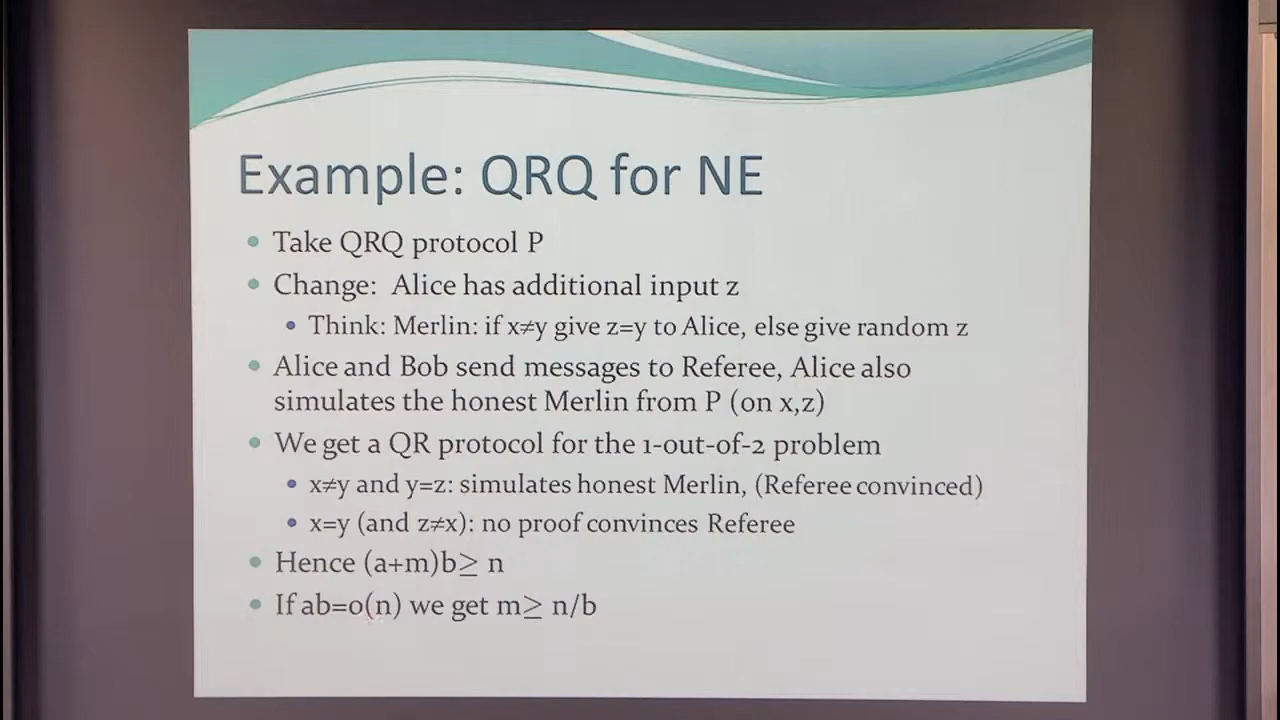 Example: QRQ for NE
• Take QRQ protocol P
• Change: Alice has additional input z
• Think: Merlin: if x≠y give z=y to Alice, else give random z
• Alice and Bob send messages to Referee, Alice also
simulates the honest Merlin from P (on x,z)
• We get a QR protocol for the 1-out-of-2 problem
• x≠y and y=z: simulates honest Merlin, (Referee convinced)
• x=y (and z≠x): no proof convinces Referee
• Hence (a+m)b≥ n
• If ab=o(n) we get m≥ n/b